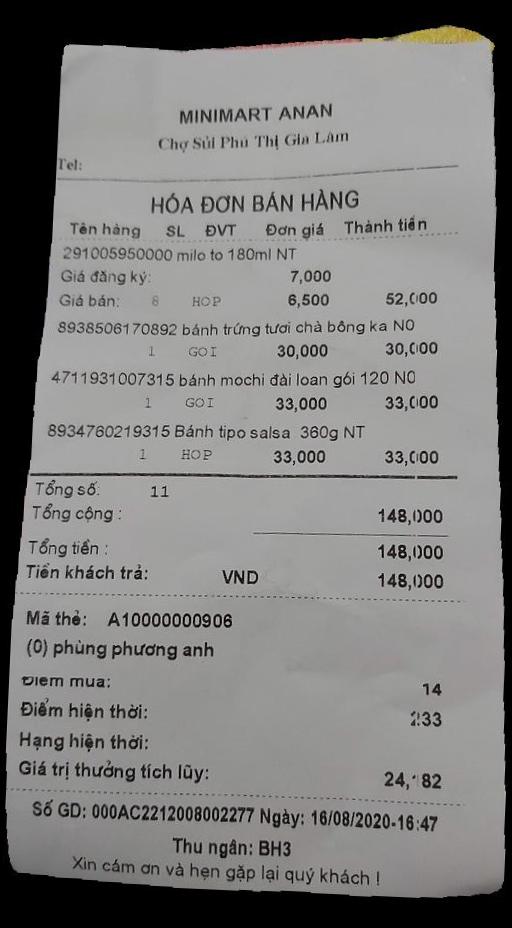 MINIMART ANAN
Chợ Sủi Phú Thị Gia Lâm
Tel:
HÓA ĐƠN BÁN HÀNG
Tên hàng SL ĐVT Đơn giá Thành tiền
291005950000 milo to 180ml NT
Giá đăng ký: 7,000
Giá bán: 8 HOP 6,500 52,000
8938506170892 bánh trứng tươi chà bông ka NO
1 GOI 30,000 30,000
4711931007315 bánh mochi đài loan gói 120 NO
1 GOI 33,000 33,000
8934760219315 Bánh tipo salsa 360g NT
1 HOP 33,000 33,000
Tổng số: 11
Tổng cộng : 148,000
Tổng tiền : 148,000
Tiền khách trả: VND 148,000
Mã thẻ: A10000000906
(0) phùng phương anh
Điểm mua: 14
Điểm hiện thời: 233
Hạng hiện thời:
Giá trị thưởng tích lũy:
Số GD: 000AC2212008002277 Ngày: 16/08/2020-16:47
Thu ngân: BH3
Xin cám ơn và hẹn gặp lại quý khách !